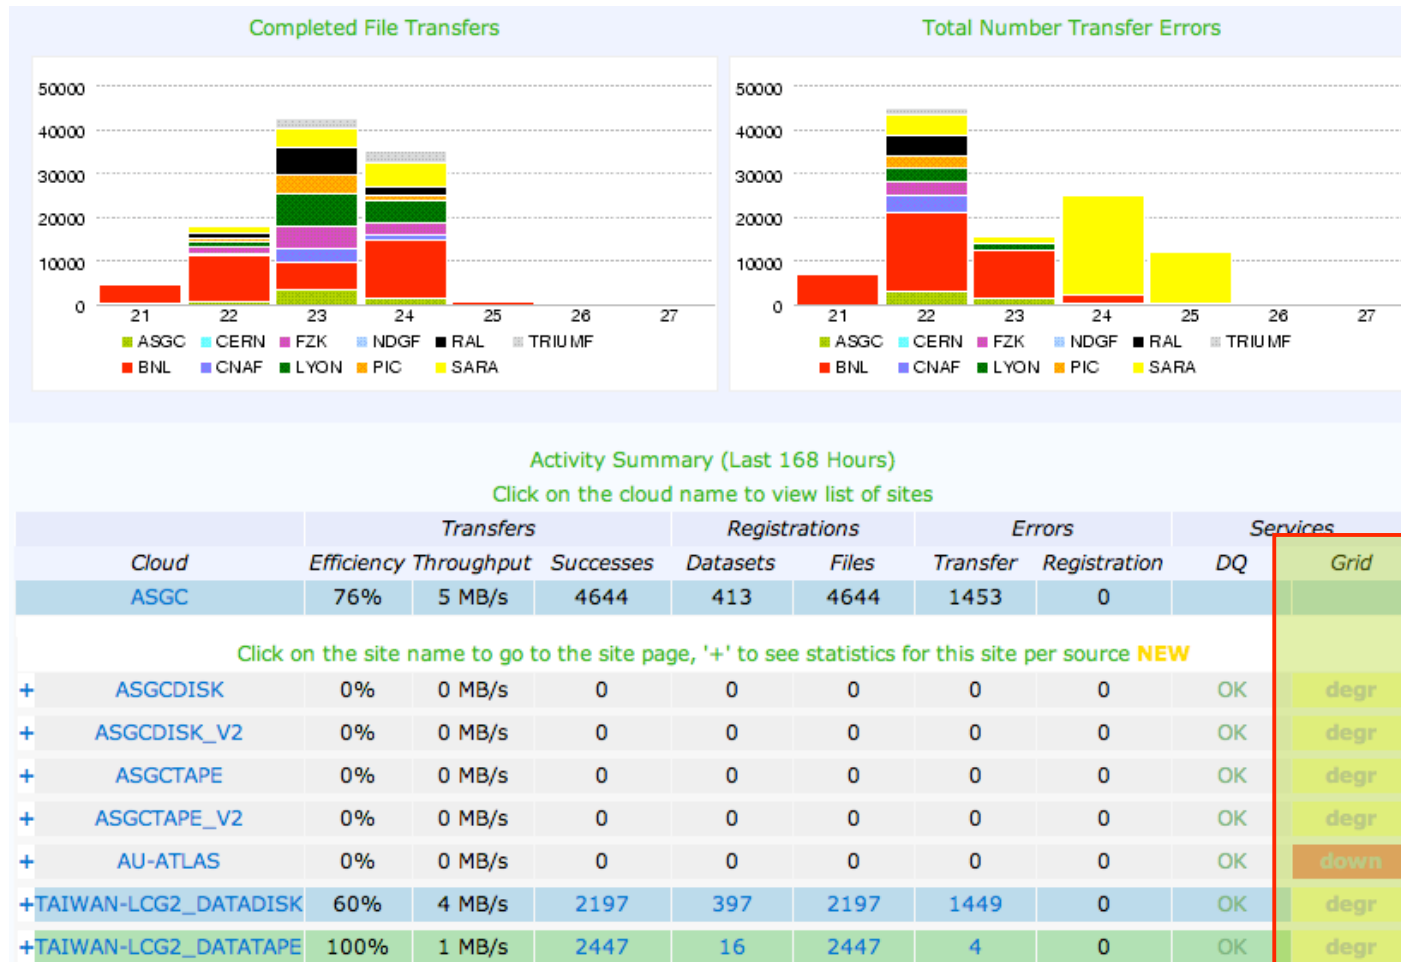 Completed File Transfers
50000
40000
30000
20000
10000
0
21 22 23 24 25 26 27
ASGC CERN FZK NDGF RAL TRIUMF
BNL CNAF LYON PIC SARA
Total Number Transfer Errors
50000
40000
30000
20000
10000
0
21 22 23 24 25 26 27
ASGC CERN FZK NDGF RAL TRIUMF
BNL CNAF LYON PIC SARA
Activity Summary (Last 168 Hours)
Click on the cloud name to view list of sites
Transfers Registrations Errors Services
Cloud Efficiency Throughput Successes Datasets Files Transfer Registration DQ Grid
ASGC 76% 5 MB/s 4644 413 4644 1453 0
Click on the site name to go to the site page, '+' to see statistics for this site per source NEW
+ ASGCDISK 0% 0 MB/s 0 0 0 0 0 OK degr
+ ASGCDISK_V2 0% 0 MB/s 0 0 0 0 0 OK degr
+ ASGCTAPE 0% 0 MB/s 0 0 0 0 0 OK degr
+ ASGCTAPE_V2 0% 0 MB/s 0 0 0 0 0 OK degr
+ AU-ATLAS 0% 0 MB/s 0 0 0 0 0 OK down
+TAIWAN-LCG2_DATADISK 60% 4 MB/s 2197 397 2197 1449 0 OK degr
+TAIWAN-LCG2_DATATAPE 100% 1 MB/s 2447 16 2447 4 0 OK degr